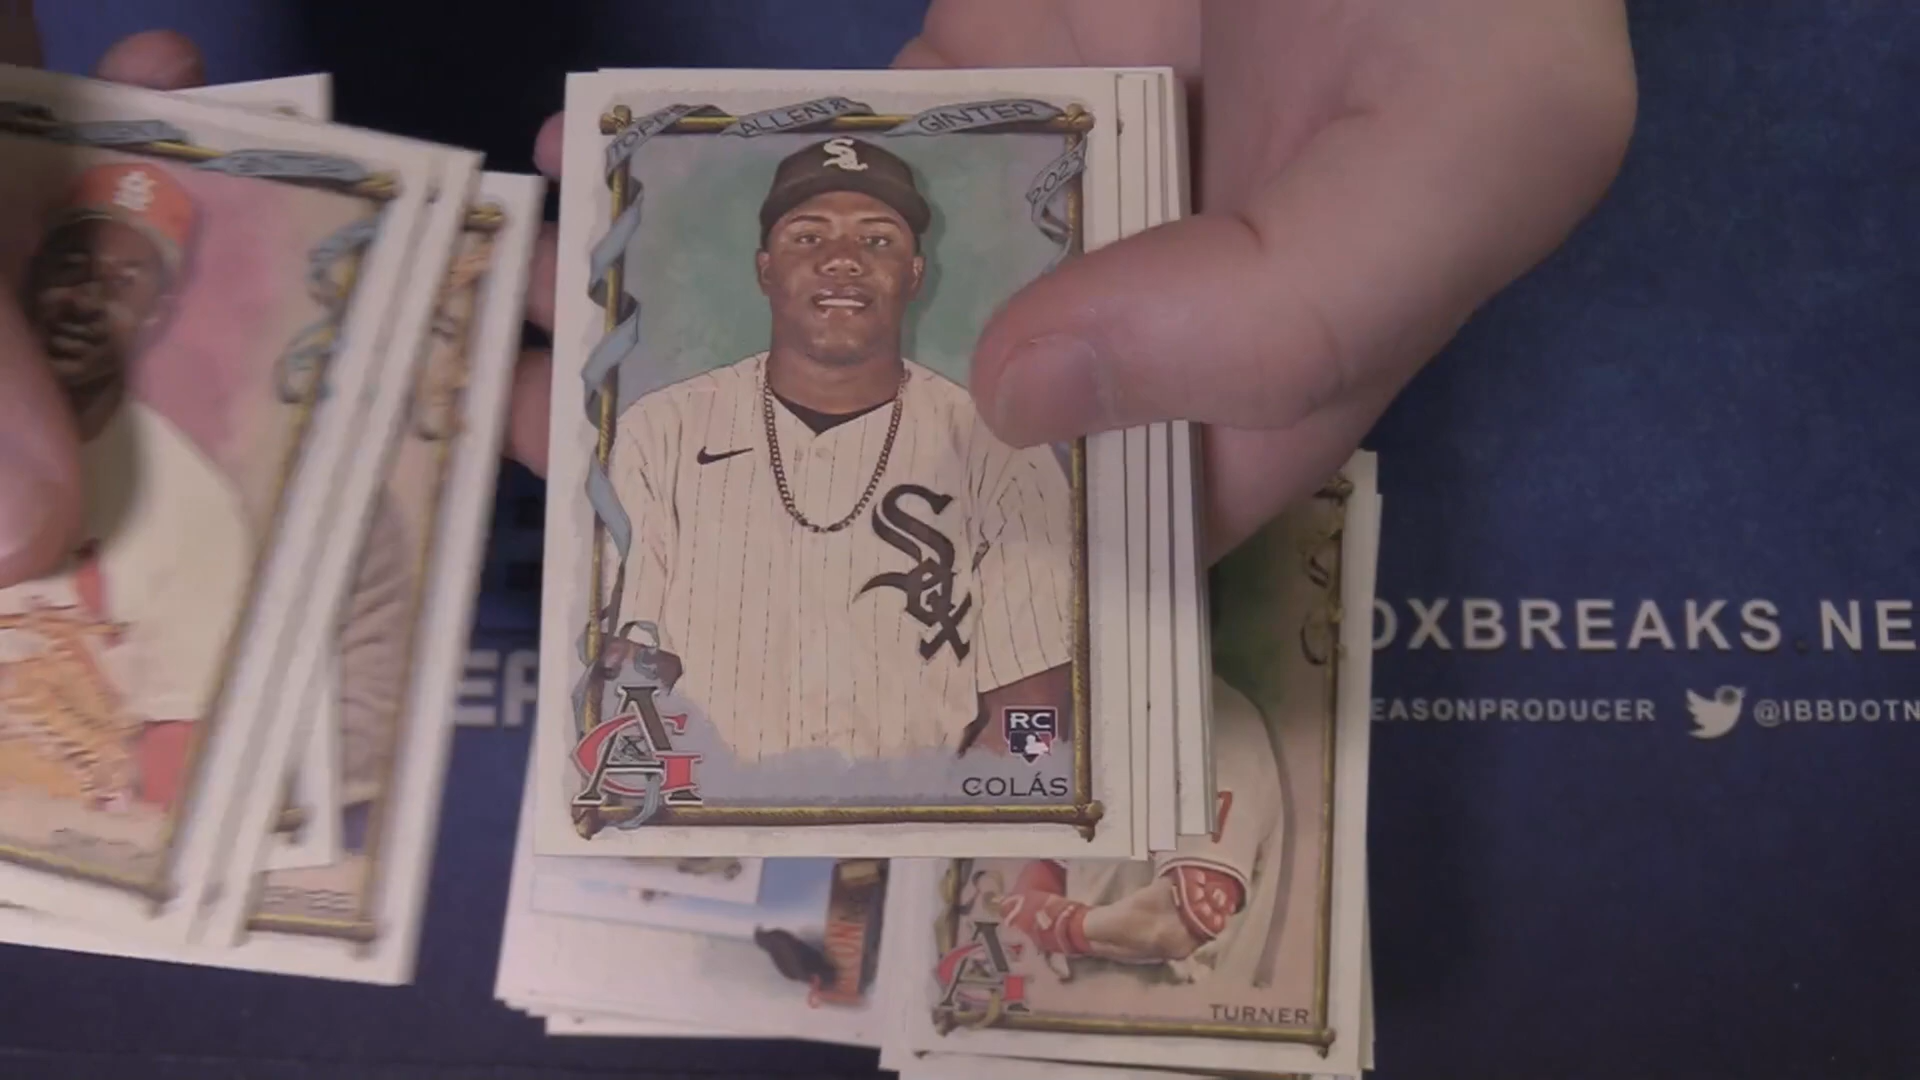 TOPPS ALLEN & GINTER
2023
Sox
RC
COLÁS
TURNER
OXBREAKS.NE
EASONPRODUCER
@IBBDOTN